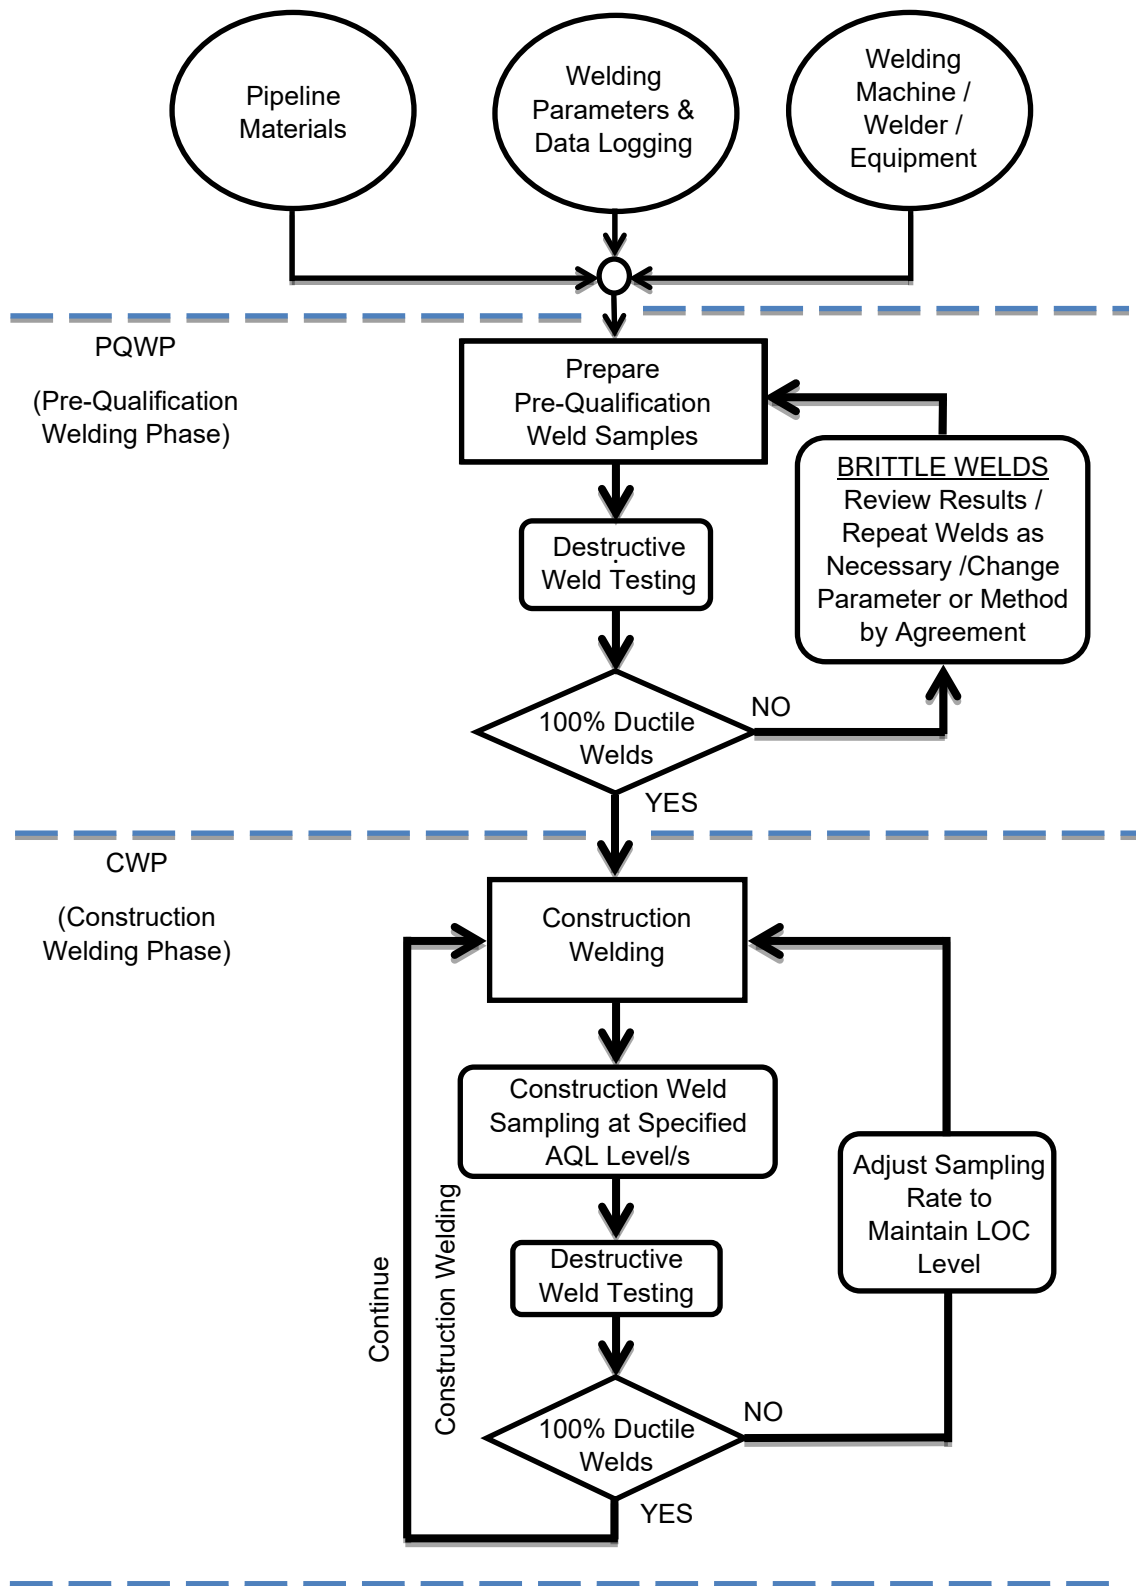 Pipeline
Materials
Welding
Parameters &
Data Logging
Welding
Machine /
Welder /
Equipment
PQWP
(Pre-Qualification
Welding Phase)
Prepare
Pre-Qualification
Weld Samples
BRITTLE WELDS
Review Results /
Repeat Welds as
Necessary /Change
Parameter or Method
by Agreement
Destructive
Weld Testing
100% Ductile
Welds
NO
YES
CWP
(Construction
Welding Phase)
Construction
Welding
Construction Weld
Sampling at Specified
AQL Level/s
Adjust Sampling
Rate to
Maintain LOC
Level
Continue
Construction Welding
Destructive
Weld Testing
100% Ductile
Welds
NO
YES